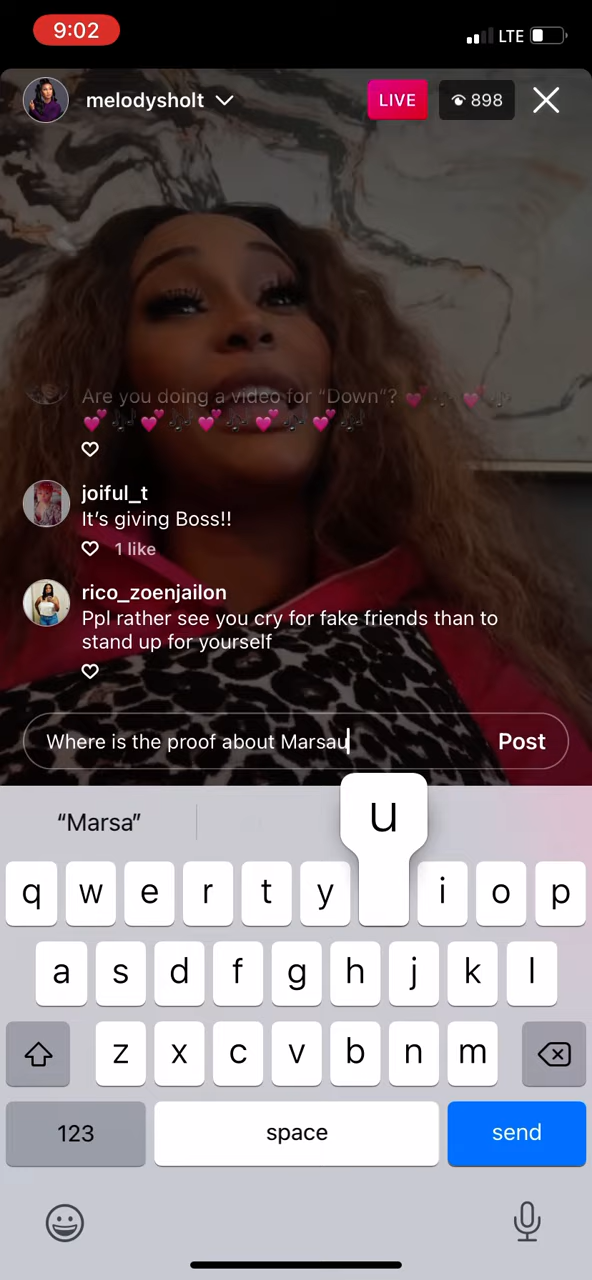 9:02
LTE
melodysholt
LIVE
898
Are you doing a video for “Down”? 💕🎶💕🎶
💕🎶💕🎶💕🎶💕🎶💕🎶
joiful_t
It’s giving Boss!!
1 like
rico_zoenjailon
Ppl rather see you cry for fake friends than to
stand up for yourself
Where is the proof about Marsau
Post
“Marsa”
u
q w e r t y i o p
a s d f g h j k l
z x c v b n m
123
space
send